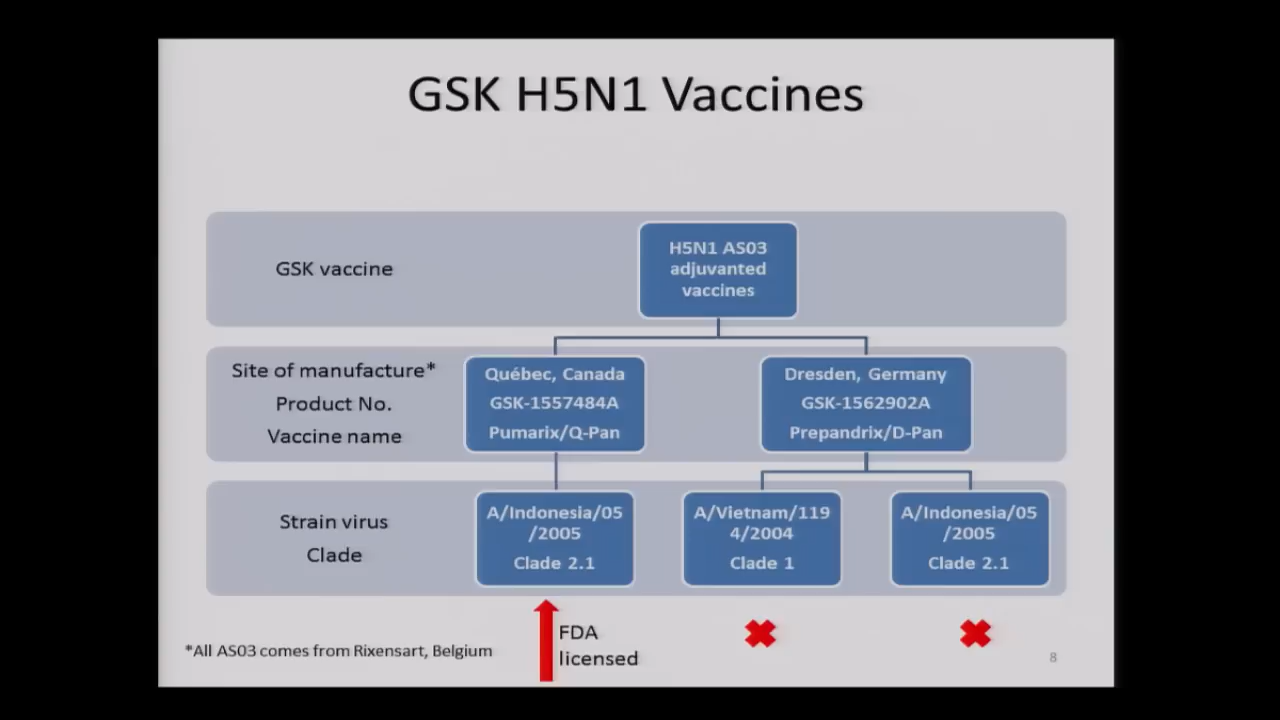 GSK H5N1 Vaccines
GSK vaccine
H5N1 AS03
adjuvanted
vaccines
Site of manufacture*
Product No.
Vaccine name
Québec, Canada
GSK-1557484A
Pumarix/Q-Pan
Dresden, Germany
GSK-1562902A
Prepandrix/D-Pan
Strain virus
Clade
A/Indonesia/05
/2005
Clade 2.1
A/Vietnam/119
4/2004
Clade 1
A/Indonesia/05
/2005
Clade 2.1
FDA
licensed
*All AS03 comes from Rixensart, Belgium
8